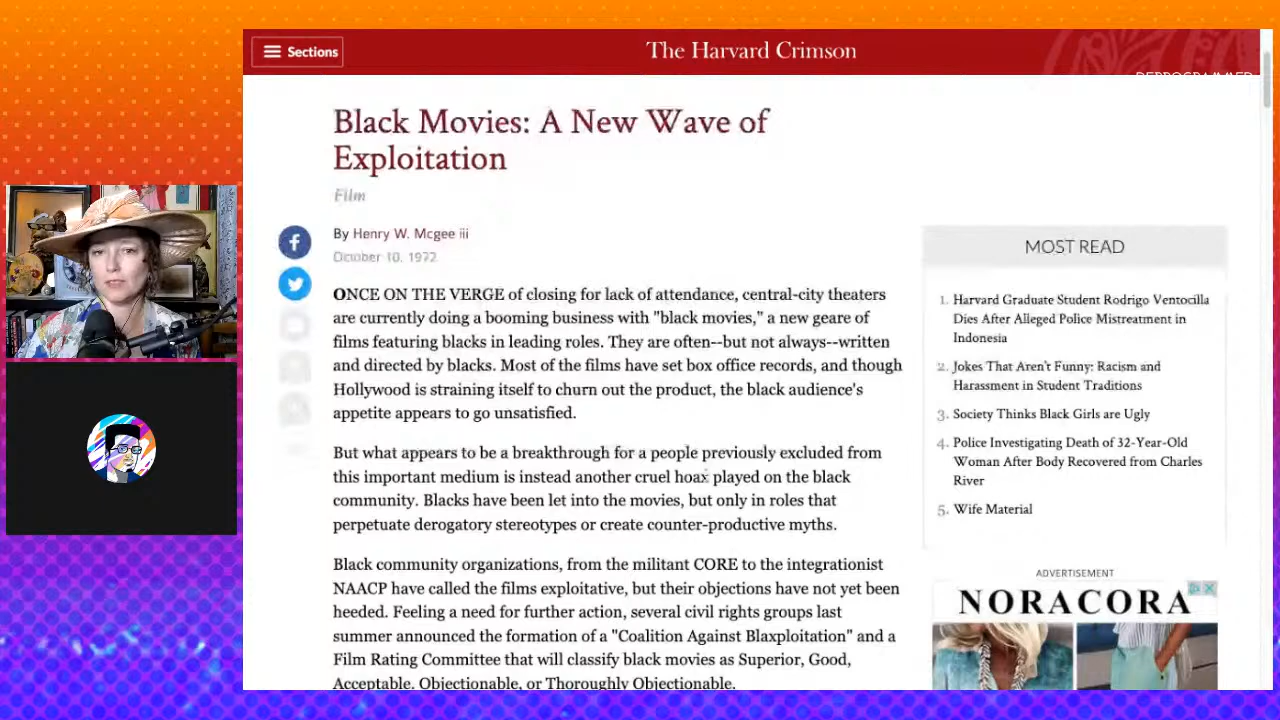 Sections
The Harvard Crimson
DEPROGRAMMED
Black Movies: A New Wave of
Exploitation
Film
By Henry W. Mcgee iii
October 10, 1972
ONCE ON THE VERGE of closing for lack of attendance, central-city theaters
are currently doing a booming business with "black movies," a new geare of
films featuring blacks in leading roles. They are often--but not always--written
and directed by blacks. Most of the films have set box office records, and though
Hollywood is straining itself to churn out the product, the black audience's
appetite appears to go unsatisfied.
But what appears to be a breakthrough for a people previously excluded from
this important medium is instead another cruel hoax played on the black
community. Blacks have been let into the movies, but only in roles that
perpetuate derogatory stereotypes or create counter-productive myths.
Black community organizations, from the militant CORE to the integrationist
NAACP have called the films exploitative, but their objections have not yet been
heeded. Feeling a need for further action, several civil rights groups last
summer announced the formation of a "Coalition Against Blaxploitation" and a
Film Rating Committee that will classify black movies as Superior, Good,
Acceptable, Objectionable, or Thoroughly Objectionable.
MOST READ
1. Harvard Graduate Student Rodrigo Ventocilla
Dies After Alleged Police Mistreatment in
Indonesia
2. Jokes That Aren't Funny: Racism and
Harassment in Student Traditions
3. Society Thinks Black Girls are Ugly
4. Police Investigating Death of 32-Year-Old
Woman After Body Recovered from Charles
River
5. Wife Material
ADVERTISEMENT
NORACORA